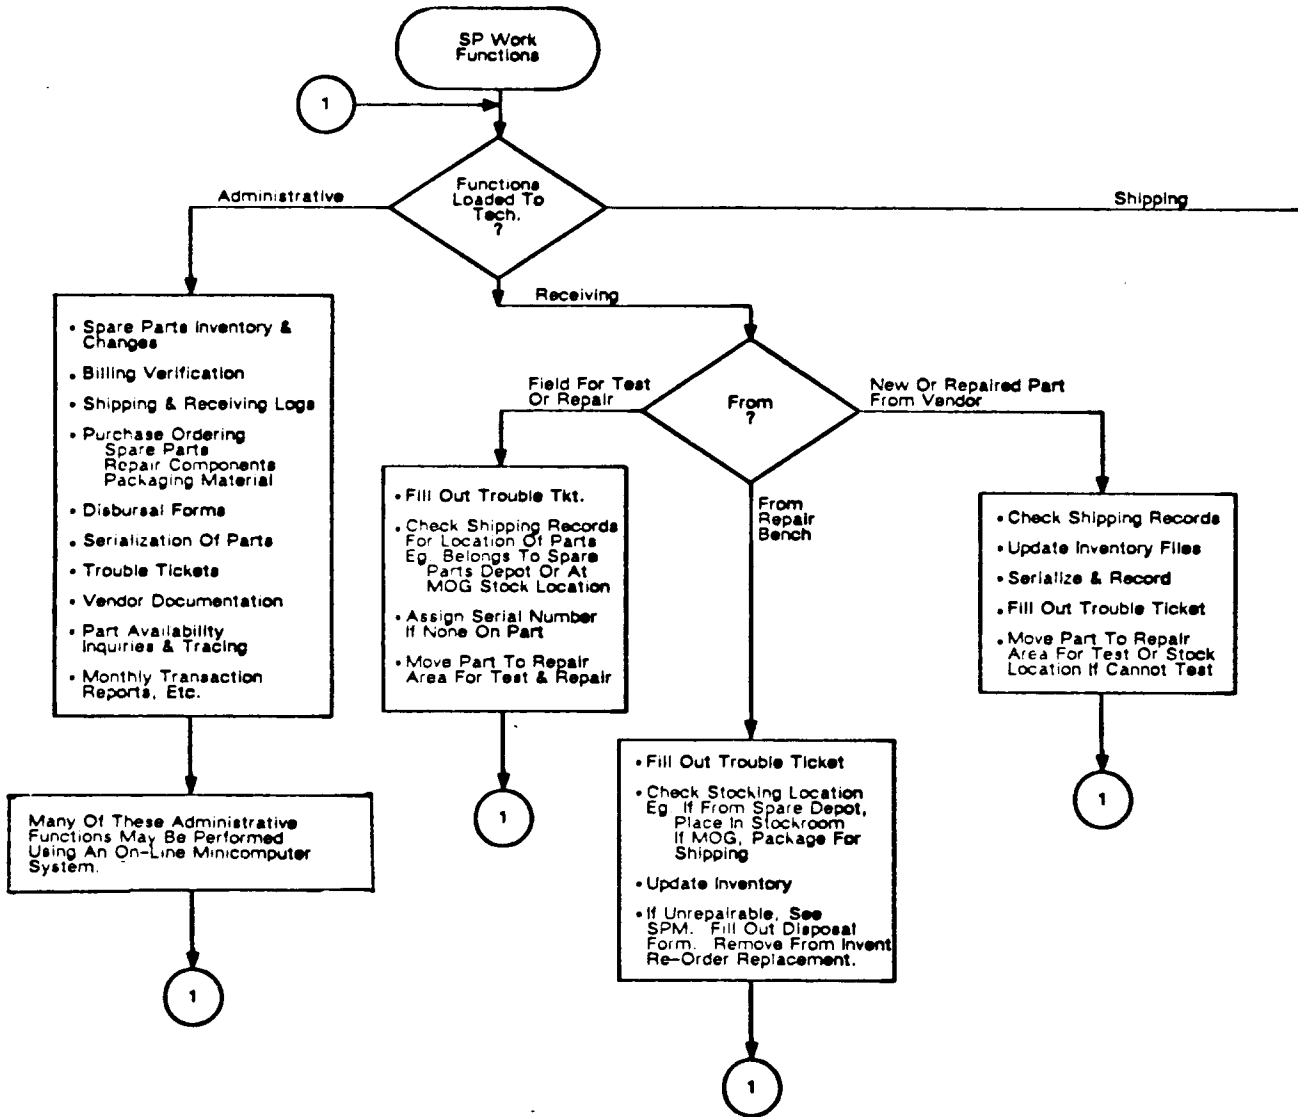 SP Work
Functions
1
Functions
Loaded To
Tech.
?
Administrative
Shipping
Receiving
• Spare Parts Inventory &
Changes
• Billing Verification
• Shipping & Receiving Logs
• Purchase Ordering
Spare Parts
Repair Components
Packaging Material
• Disbursal Forms
• Serialization Of Parts
• Trouble Tickets
• Vendor Documentation
• Part Availability
Inquiries & Tracing
• Monthly Transaction
Reports, Etc.
Many Of These Administrative
Functions May Be Performed
Using An On-Line Minicomputer
System.
1
From
?
Field For Test
Or Repair
New Or Repaired Part
From Vendor
From
Repair
Bench
• Fill Out Trouble Tkt.
• Check Shipping Records
For Location Of Parts
Eg. Belongs To Spare
Parts Depot Or At
MOG Stock Location
• Assign Serial Number
If None On Part
• Move Part To Repair
Area For Test & Repair
1
• Fill Out Trouble Ticket
• Check Stocking Location
Eg If From Spare Depot,
Place In Stockroom
If MOG, Package For
Shipping
• Update Inventory
• If Unrepairable, See
SPM. Fill Out Disposal
Form. Remove From Invent
Re-Order Replacement.
1
• Check Shipping Records
• Update Inventory Files
• Serialize & Record
• Fill Out Trouble Ticket
• Move Part To Repair
Area For Test Or Stock
Location If Cannot Test
1